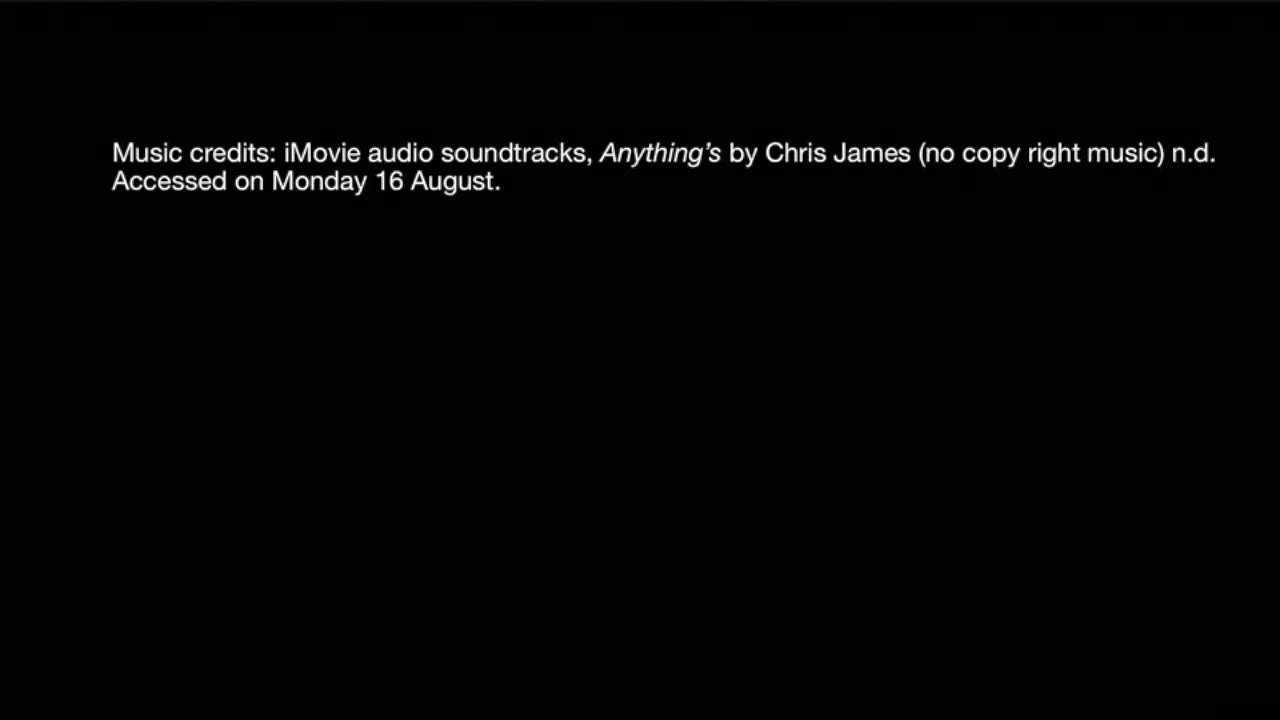 Music credits: iMovie audio soundtracks, Anything’s by Chris James (no copy right music) n.d.
Accessed on Monday 16 August.